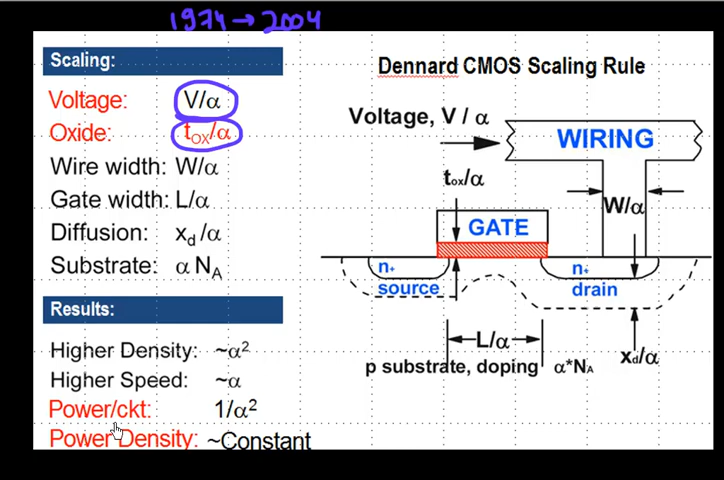 1974 → 2004
Scaling:
Voltage: V/α
Oxide: tOX/α
Wire width: W/α
Gate width: L/α
Diffusion: xd /α
Substrate: α NA
Results:
Higher Density: ~α2
Higher Speed: ~α
Power/ckt: 1/α2
Power Density: ~Constant
Dennard CMOS Scaling Rule
Voltage, V / α
WIRING
tox/α
W/α
GATE
n+
source
n+
drain
L/α
xd/α
p substrate, doping α*NA